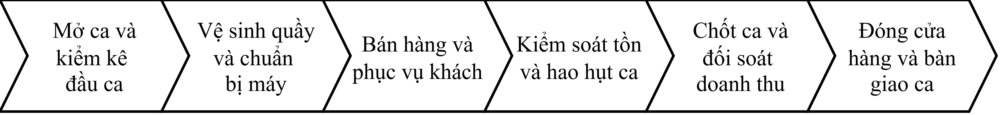 Mở ca và
kiểm kê
đầu ca
Vệ sinh quầy
và chuẩn
bị máy
Bán hàng và
phục vụ khách
Kiểm soát tồn
và hao hụt ca
Chốt ca và
đối soát
doanh thu
Đóng cửa
hàng và bàn
giao ca